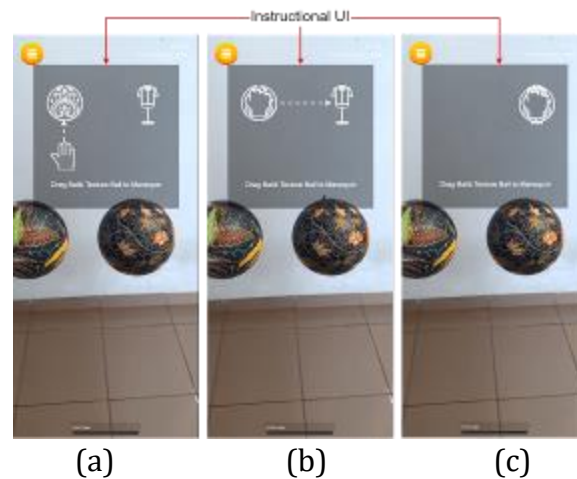 Instructional UI
Drag Batik Texture Ball to Mannequin
Drag Batik Texture Ball to Mannequin
Drag Batik Texture Ball to Mannequin
(a)
(b)
(c)